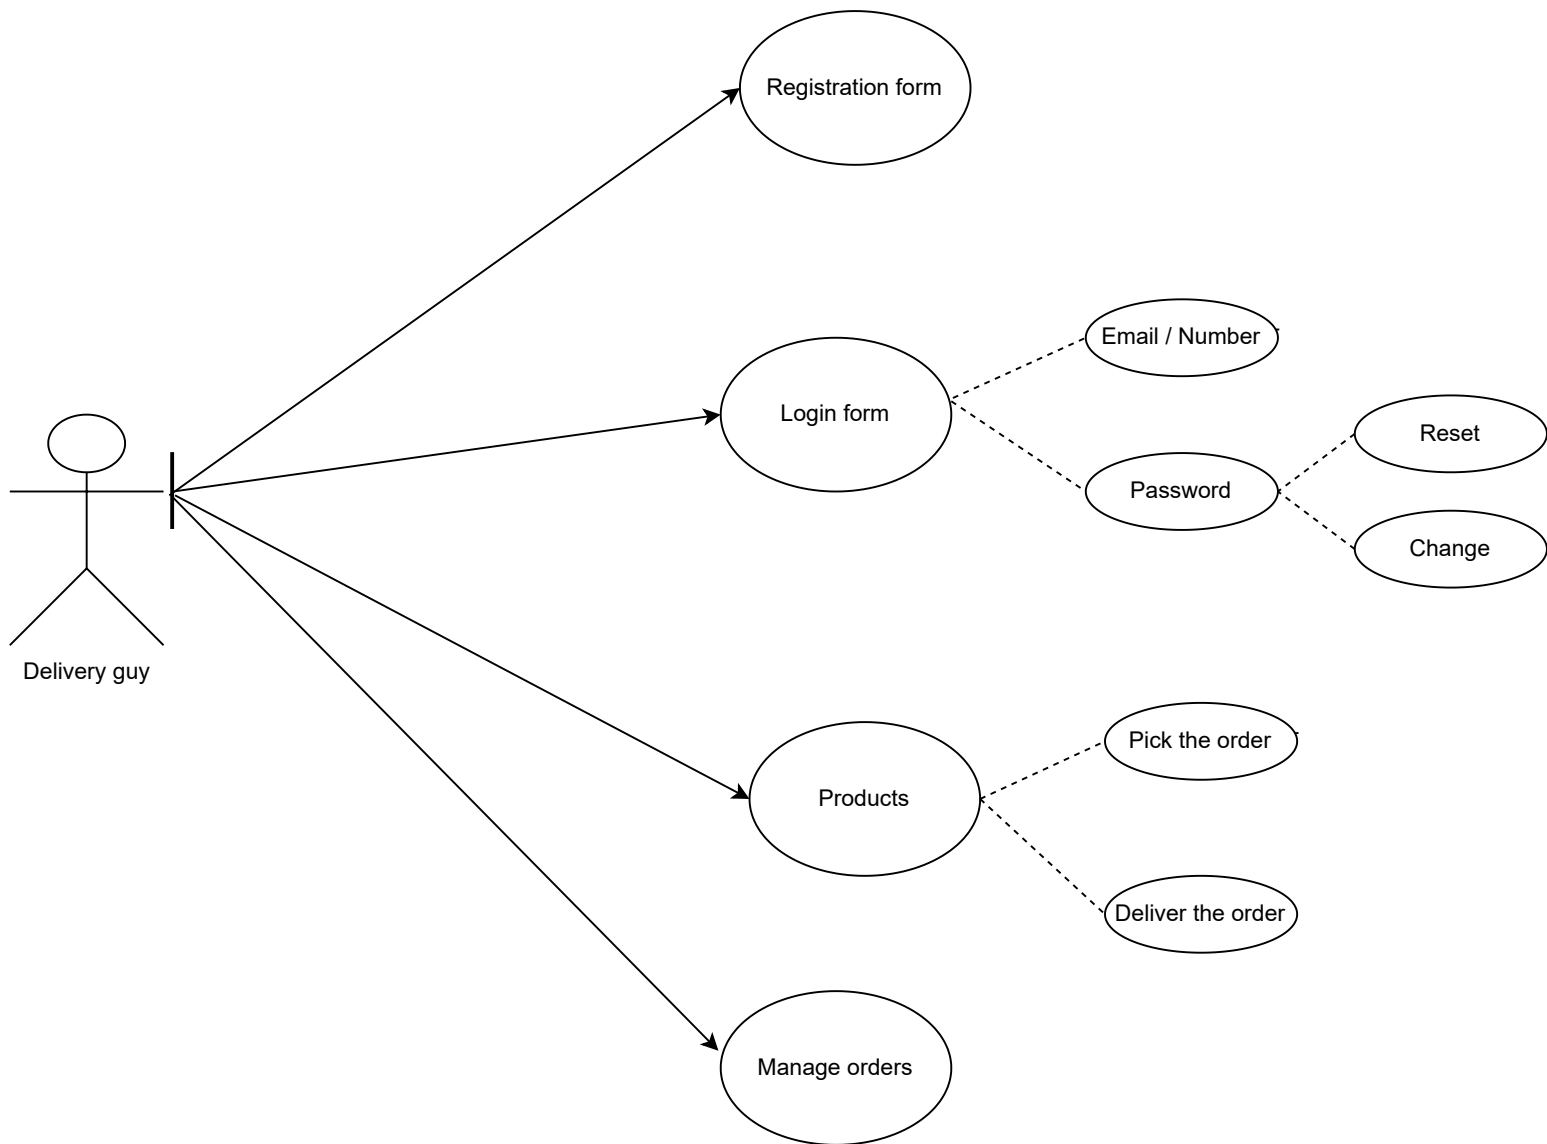 Registration form
Email / Number
Login form
Reset
Password
Change
Delivery guy
Pick the order
Products
Deliver the order
Manage orders